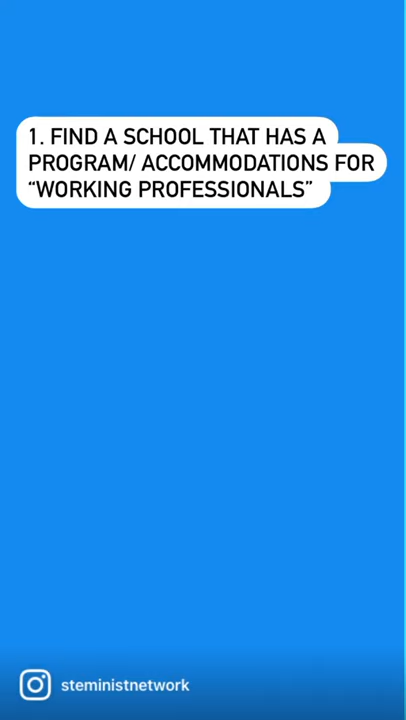 1. FIND A SCHOOL THAT HAS A
PROGRAM/ ACCOMMODATIONS FOR
“WORKING PROFESSIONALS”
steministnetwork